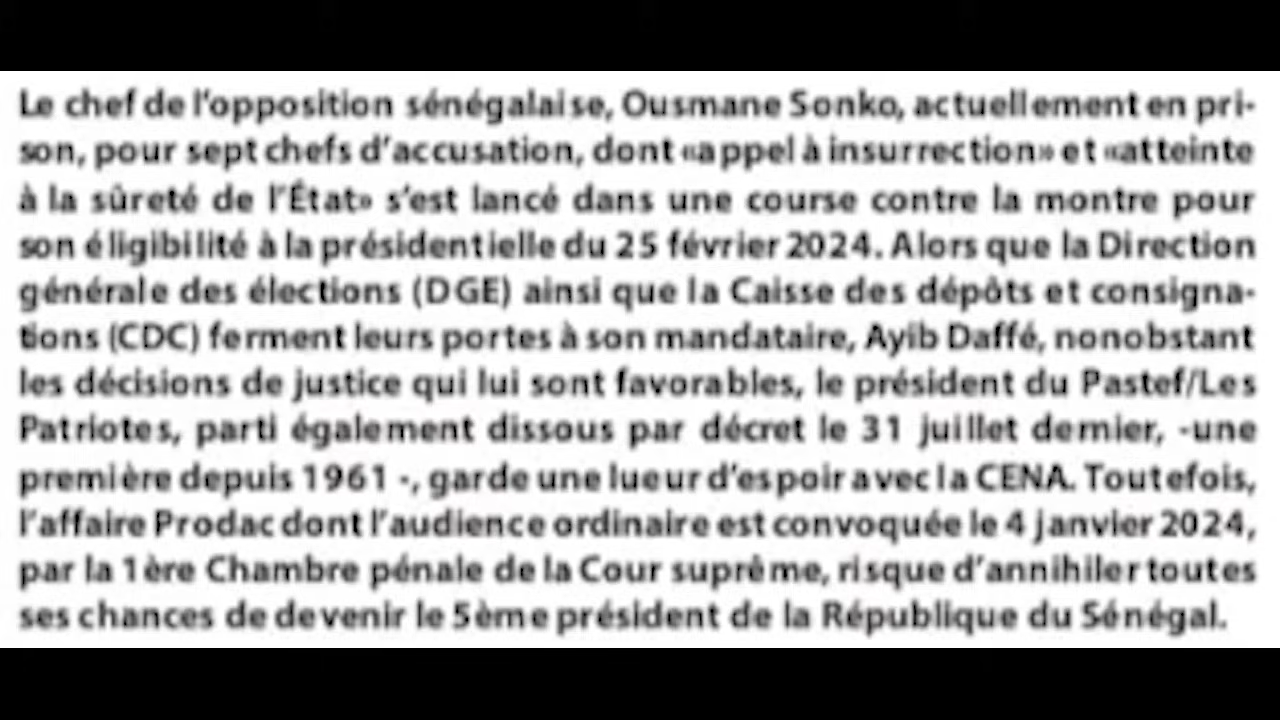 Le chef de l'opposition sénégalaise, Ousmane Sonko, actuellement en pri-
son, pour sept chefs d'accusation, dont «appel à insurrection» et «atteinte
à la sûreté de l'État» s'est lancé dans une course contre la montre pour
son éligibilité à la présidentielle du 25 février 2024. Alors que la Direction
générale des élections (DGE) ainsi que la Caisse des dépôts et consigna-
tions (CDC) ferment leurs portes à son mandataire, Ayib Daffé, nonobstant
les décisions de justice qui lui sont favorables, le président du Pastef/Les
Patriotes, parti également dissous par décret le 31 juillet dernier, -une
première depuis 1961 -, garde une lueur d'espoir avec la CENA. Toutefois,
l'affaire Prodac dont l'audience ordinaire est convoquée le 4 janvier 2024,
par la 1ère Chambre pénale de la Cour suprême, risque d'annihiler toutes
ses chances de devenir le 5ème président de la République du Sénégal.